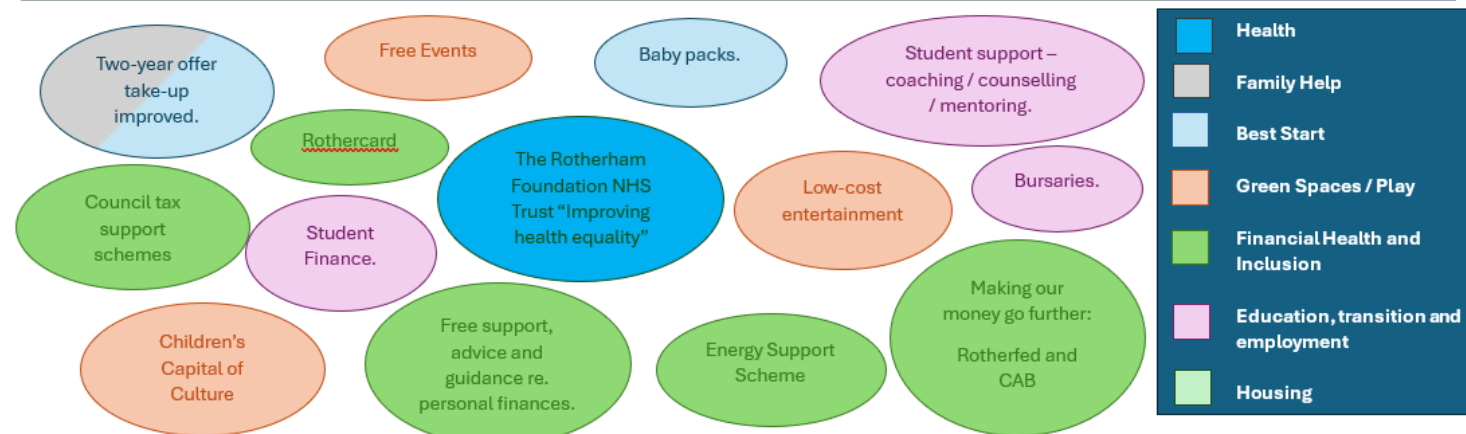 Two-year offer
take-up
improved.
Free Events
Baby packs.
Student support –
coaching / counselling
/ mentoring.
Rothercard
The Rotherham
Foundation NHS
Trust “Improving
health equality”
Low-cost
entertainment
Bursaries.
Council tax
support
schemes
Student
Finance.
Children’s
Capital of
Culture
Free support,
advice and
guidance re.
personal finances.
Energy Support
Scheme
Making our
money go further:
Rotherfed and
CAB
Health
Family Help
Best Start
Green Spaces / Play
Financial Health and
Inclusion
Education, transition and
employment
Housing